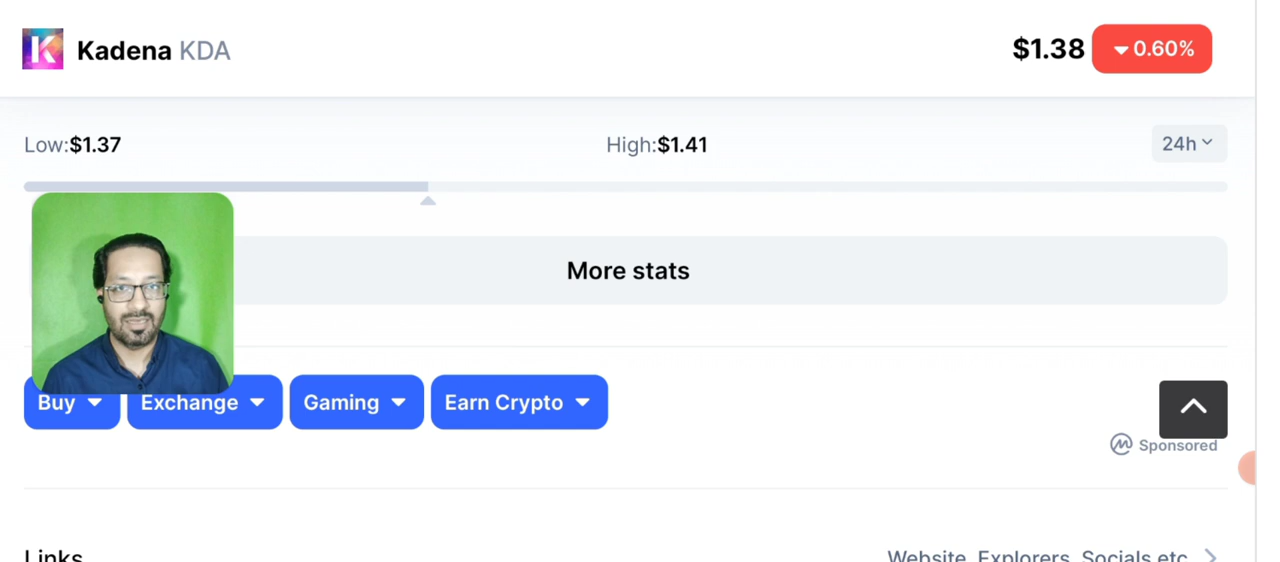 Kadena KDA
$1.38
0.60%
Low:$1.37
High:$1.41
24h
More stats
Buy
Exchange
Gaming
Earn Crypto
Sponsored
Links
Website, Explorers, Socials etc.